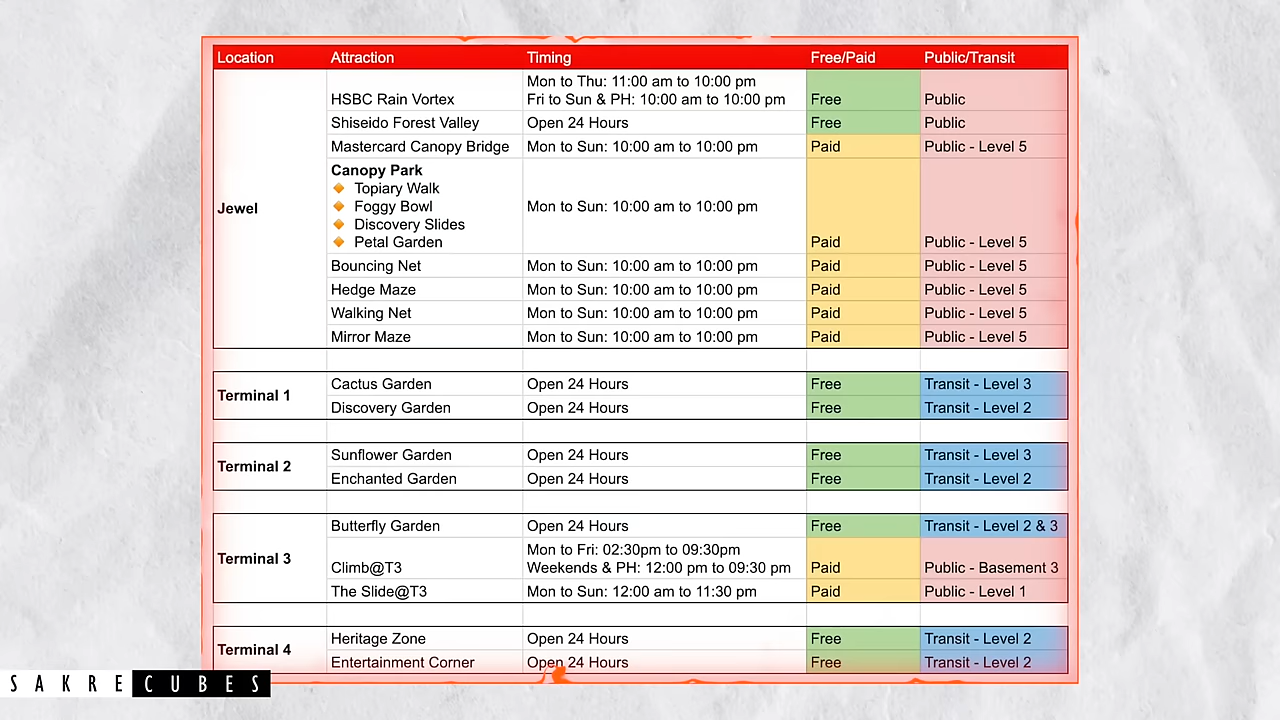 Location Attraction Timing Free/Paid Public/Transit
Jewel
HSBC Rain Vortex Mon to Thu: 11:00 am to 10:00 pm
Fri to Sun & PH: 10:00 am to 10:00 pm Free Public
Shiseido Forest Valley Open 24 Hours Free Public
Mastercard Canopy Bridge Mon to Sun: 10:00 am to 10:00 pm Paid Public - Level 5
Canopy Park
Topiary Walk
Foggy Bowl Mon to Sun: 10:00 am to 10:00 pm
Discovery Slides
Petal Garden Paid Public - Level 5
Bouncing Net Mon to Sun: 10:00 am to 10:00 pm Paid Public - Level 5
Hedge Maze Mon to Sun: 10:00 am to 10:00 pm Paid Public - Level 5
Walking Net Mon to Sun: 10:00 am to 10:00 pm Paid Public - Level 5
Mirror Maze Mon to Sun: 10:00 am to 10:00 pm Paid Public - Level 5
Terminal 1
Cactus Garden Open 24 Hours Free Transit - Level 3
Discovery Garden Open 24 Hours Free Transit - Level 2
Terminal 2
Sunflower Garden Open 24 Hours Free Transit - Level 3
Enchanted Garden Open 24 Hours Free Transit - Level 2
Terminal 3
Butterfly Garden Open 24 Hours Free Transit - Level 2 & 3
Climb@T3 Mon to Fri: 02:30pm to 09:30pm
Weekends & PH: 12:00 pm to 09:30 pm Paid Public - Basement 3
The Slide@T3 Mon to Sun: 12:00 am to 11:30 pm Paid Public - Level 1
Terminal 4
Heritage Zone Open 24 Hours Free Transit - Level 2
Entertainment Corner Open 24 Hours Free Transit - Level 2
SAKRECUBES